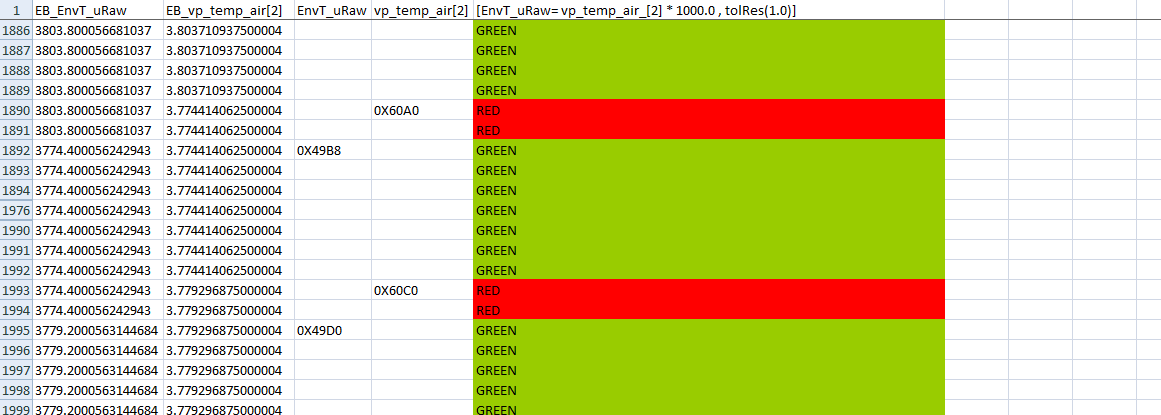 1 EB_EnvT_uRaw EB_vp_temp_air[2] EnvT_uRaw vp_temp_air[2] [EnvT_uRaw= vp_temp_air_[2] * 1000.0 , tolRes(1.0)]
1886 3803.800056681037 3.803710937500004 GREEN
1887 3803.800056681037 3.803710937500004 GREEN
1888 3803.800056681037 3.803710937500004 GREEN
1889 3803.800056681037 3.803710937500004 GREEN
1890 3803.800056681037 3.774414062500004 0X60A0 RED
1891 3803.800056681037 3.774414062500004 RED
1892 3774.400056242943 3.774414062500004 0X49B8 GREEN
1893 3774.400056242943 3.774414062500004 GREEN
1894 3774.400056242943 3.774414062500004 GREEN
1976 3774.400056242943 3.774414062500004 GREEN
1990 3774.400056242943 3.774414062500004 GREEN
1991 3774.400056242943 3.774414062500004 GREEN
1992 3774.400056242943 3.774414062500004 GREEN
1993 3774.400056242943 3.779296875000004 0X60C0 RED
1994 3774.400056242943 3.779296875000004 RED
1995 3779.2000563144684 3.779296875000004 0X49D0 GREEN
1996 3779.2000563144684 3.779296875000004 GREEN
1997 3779.2000563144684 3.779296875000004 GREEN
1998 3779.2000563144684 3.779296875000004 GREEN
1999 3779.2000563144684 3.779296875000004 GREEN